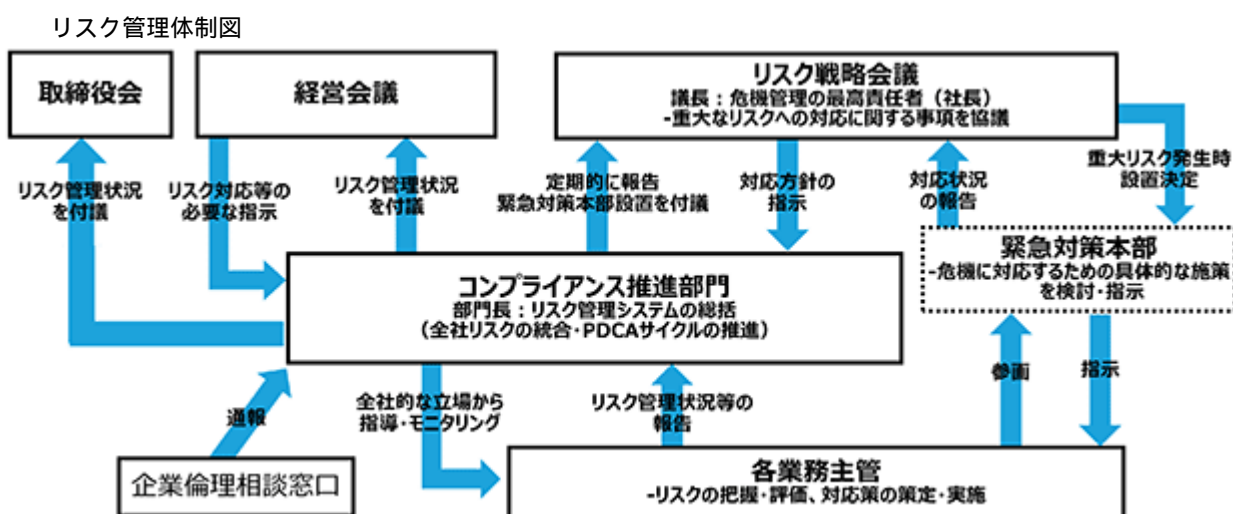 リスク管理体制図
取締役会
経営会議
リスク戦略会議
議長：危機管理の最高責任者（社長）
-重大なリスクへの対応に関する事項を協議
リスク管理状況
を付議
リスク対応等の
必要な指示
リスク管理状況
を付議
定期的に報告
緊急対策本部設置を付議
対応方針の
指示
対応状況
の報告
重大リスク発生時
設置決定
緊急対策本部
-危機に対応するための具体的な施策
を検討･指示
コンプライアンス推進部門
部門長：リスク管理システムの総括
（全社リスクの統合･PDCAサイクルの推進）
通報
全社的な立場から
指導･モニタリング
リスク管理状況等の
報告
参画
指示
企業倫理相談窓口
各業務主管
-リスクの把握･評価、対応策の策定･実施